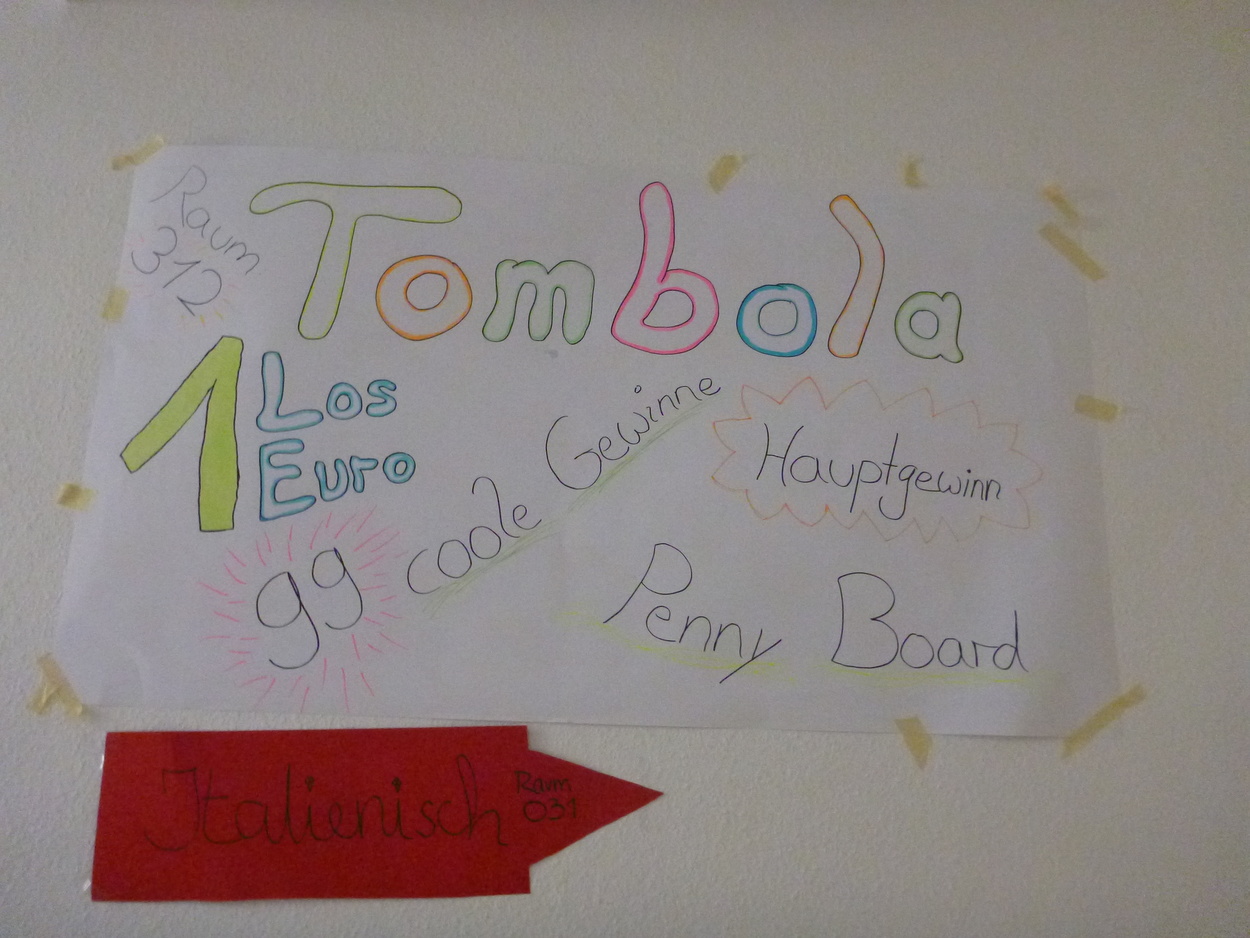 Raum
312
Tombola
1 Los
Euro
99 coole Gewinne
Hauptgewinn
Penny Board
Italienisch
Raum
031